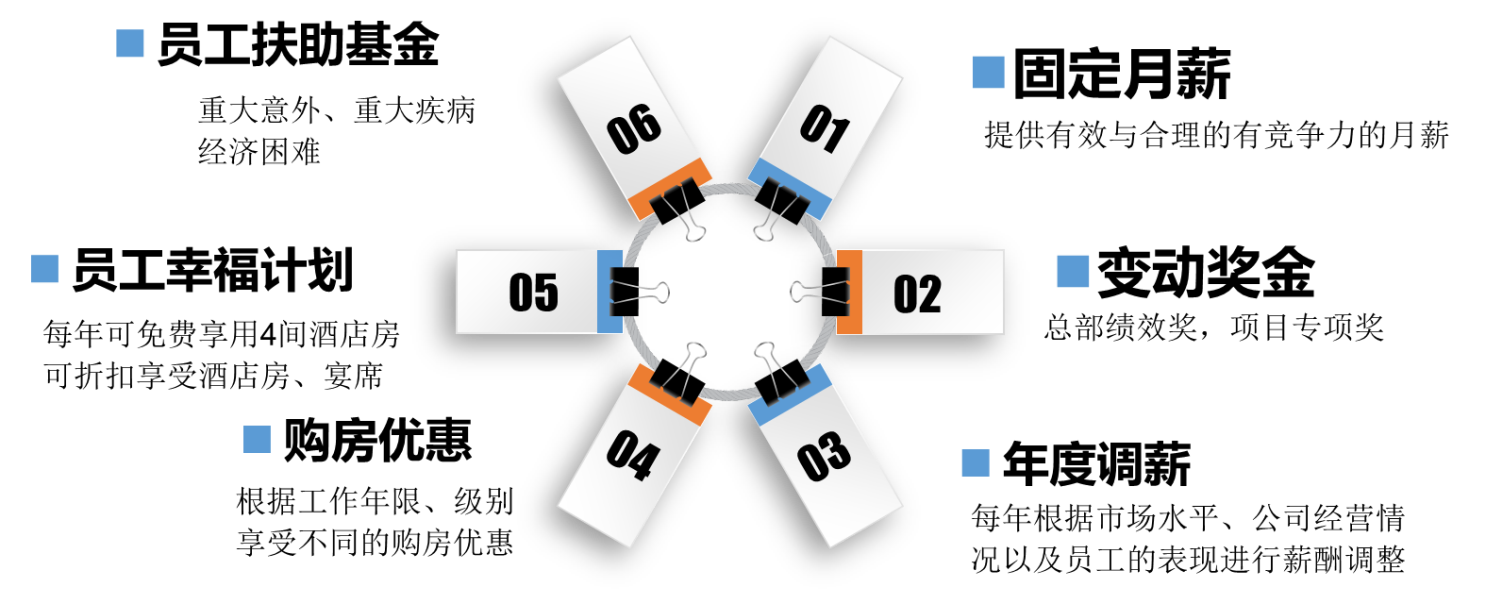 01
固定月薪
提供有效与合理的有竞争力的月薪
02
变动奖金
总部绩效奖，项目专项奖
03
年度调薪
每年根据市场水平、公司经营情
况以及员工的表现进行薪酬调整
04
购房优惠
根据工作年限、级别
享受不同的购房优惠
05
员工幸福计划
每年可免费享用4间酒店房
可折扣享受酒店房、宴席
06
员工扶助基金
重大意外、重大疾病
经济困难